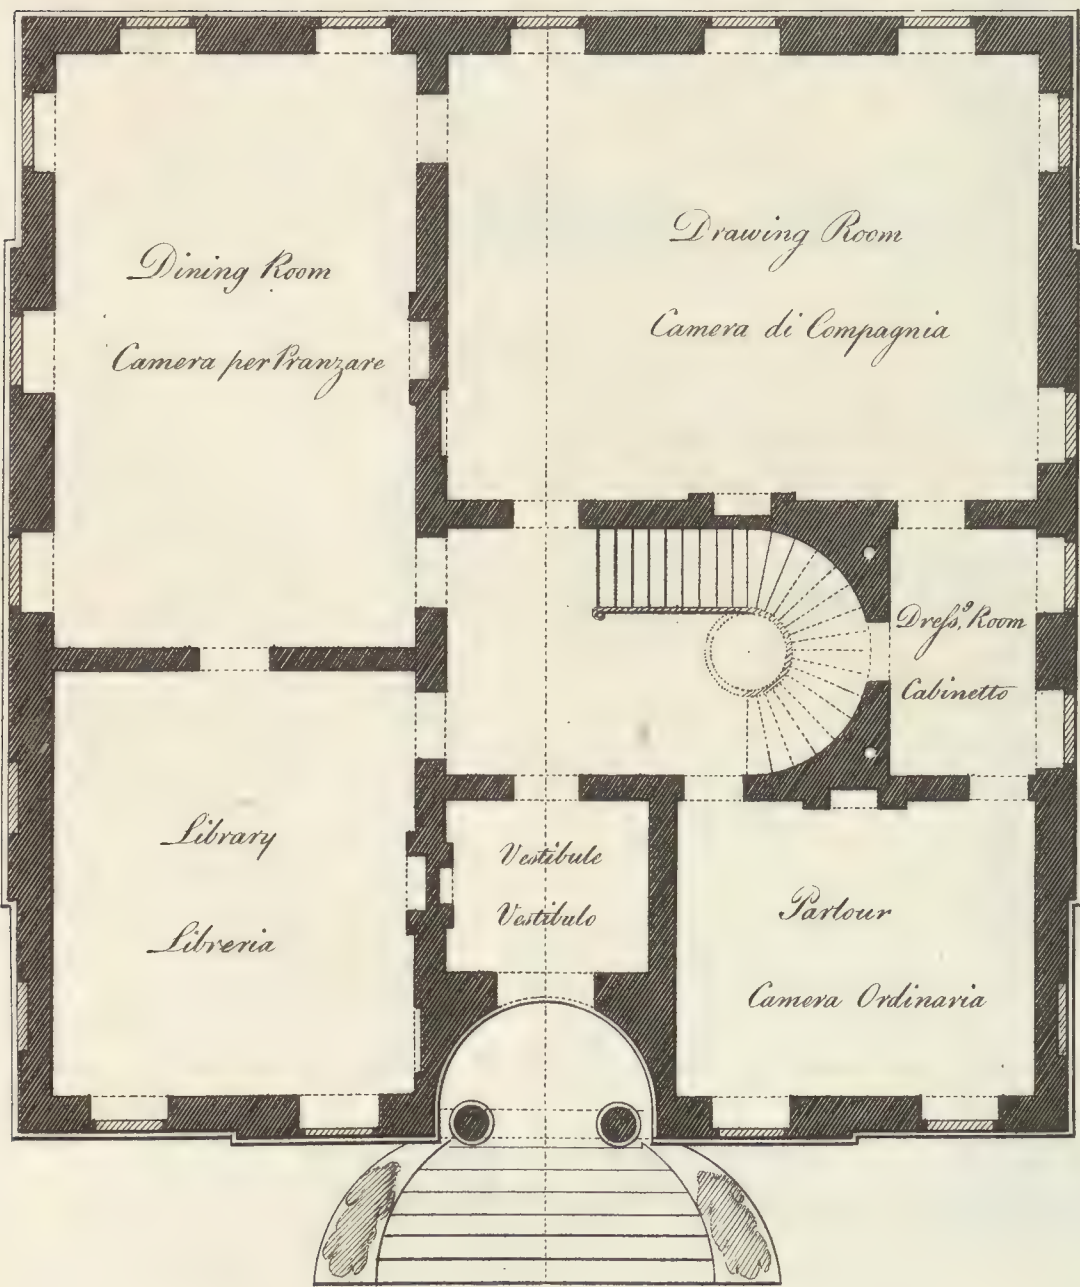 Dining Room
Camera per Pranzare
Drawing Room
Camera di Compagnia
Dreſs.g Room
Cabinetto
Library
Libreria
Vestibule
Vestibulo
Parlour
Camera Ordinaria